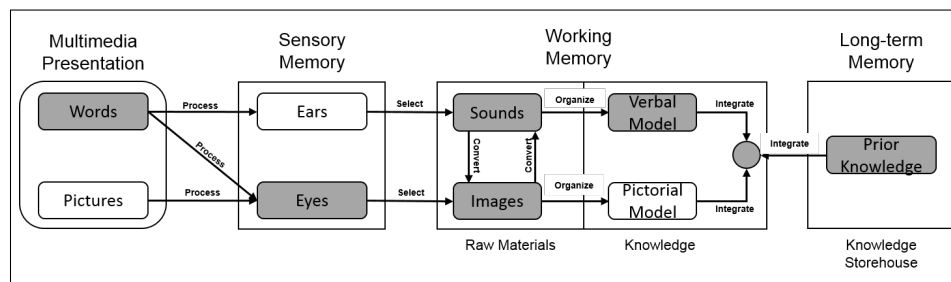 Multimedia
Presentation
Sensory
Memory
Working
Memory
Long-term
Memory
Words
Process
Ears
Select
Sounds
Organize
Verbal
Model
Integrate
Process
Convert
Convert
Integrate
Prior
Knowledge
Pictures
Process
Eyes
Select
Images
Organize
Pictorial
Model
Integrate
Raw Materials
Knowledge
Knowledge
Storehouse